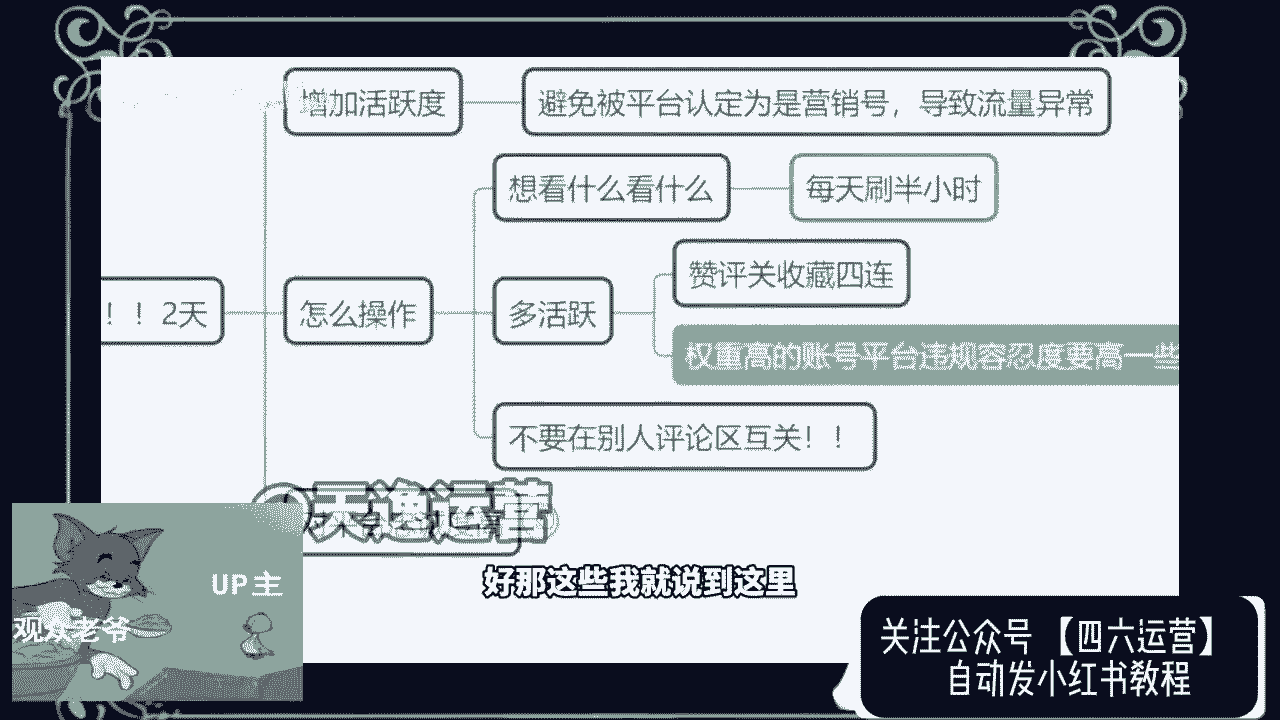 增加活跃度
避免被平台认定为是营销号，导致流量异常
想看什么看什么
每天刷半小时
赞评关收藏四连
！！2天
怎么操作
多活跃
权重高的账号平台违规容忍度要高一些
不要在别人评论区互关！！
天逸运营
好那这些我就说到这里
UP主
观众老爷
关注公众号【四六运营】
自动发小红书教程